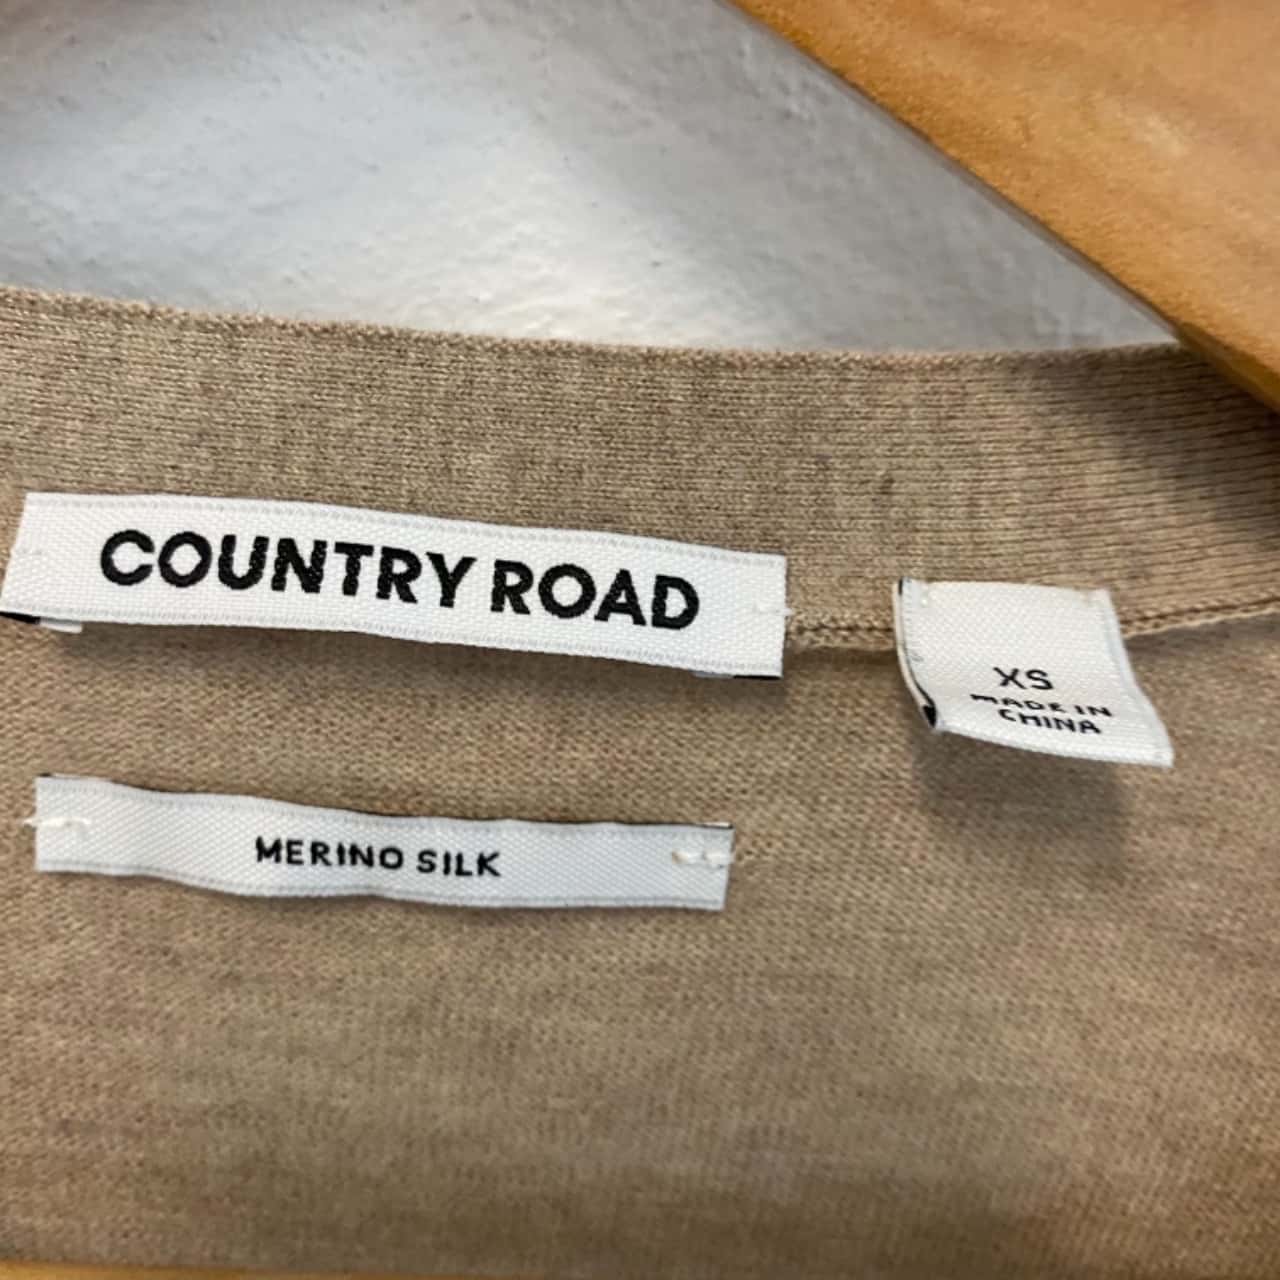 COUNTRY ROAD
XS
MADE IN
CHINA
MERINO SILK